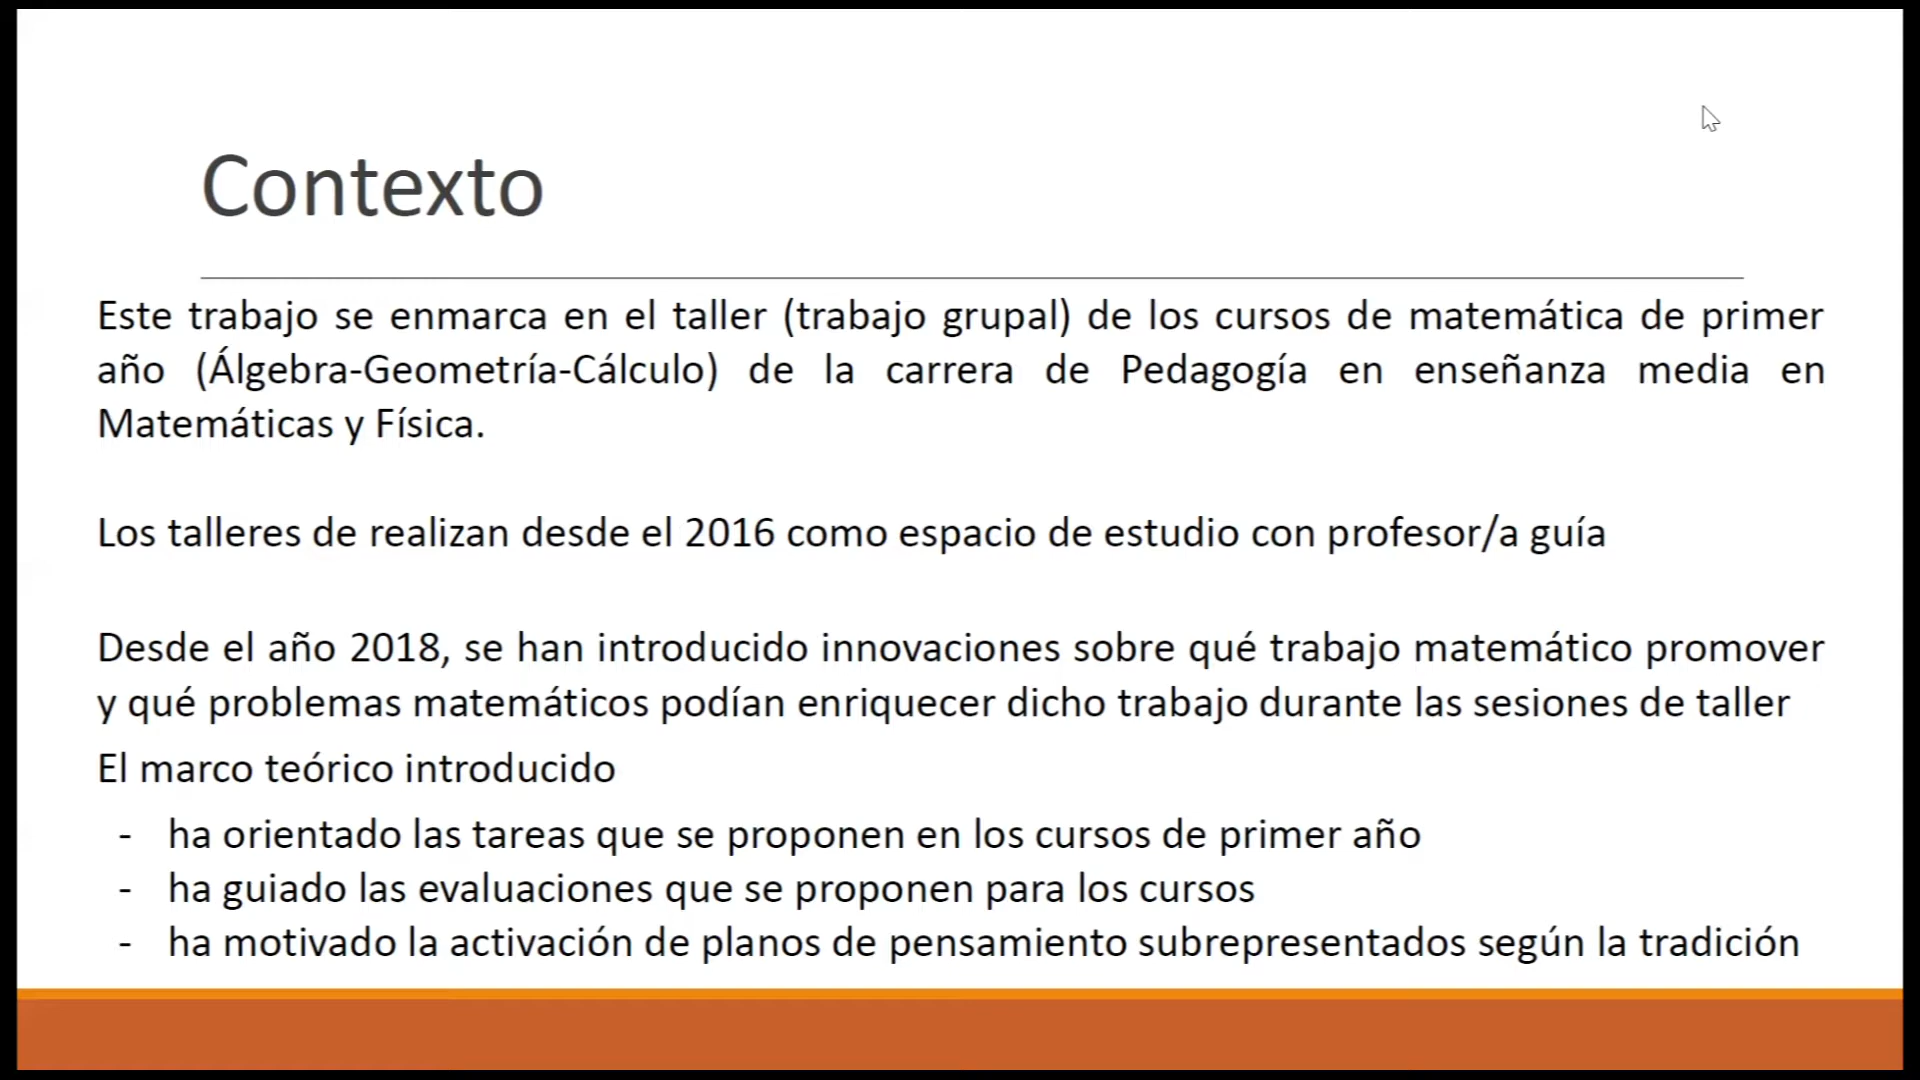 Contexto
Este trabajo se enmarca en el taller (trabajo grupal) de los cursos de matemática de primer
año (Álgebra-Geometría-Cálculo) de la carrera de Pedagogía en enseñanza media en
Matemáticas y Física.
Los talleres de realizan desde el 2016 como espacio de estudio con profesor/a guía
Desde el año 2018, se han introducido innovaciones sobre qué trabajo matemático promover
y qué problemas matemáticos podían enriquecer dicho trabajo durante las sesiones de taller
El marco teórico introducido
- ha orientado las tareas que se proponen en los cursos de primer año
- ha guiado las evaluaciones que se proponen para los cursos
- ha motivado la activación de planos de pensamiento subrepresentados según la tradición